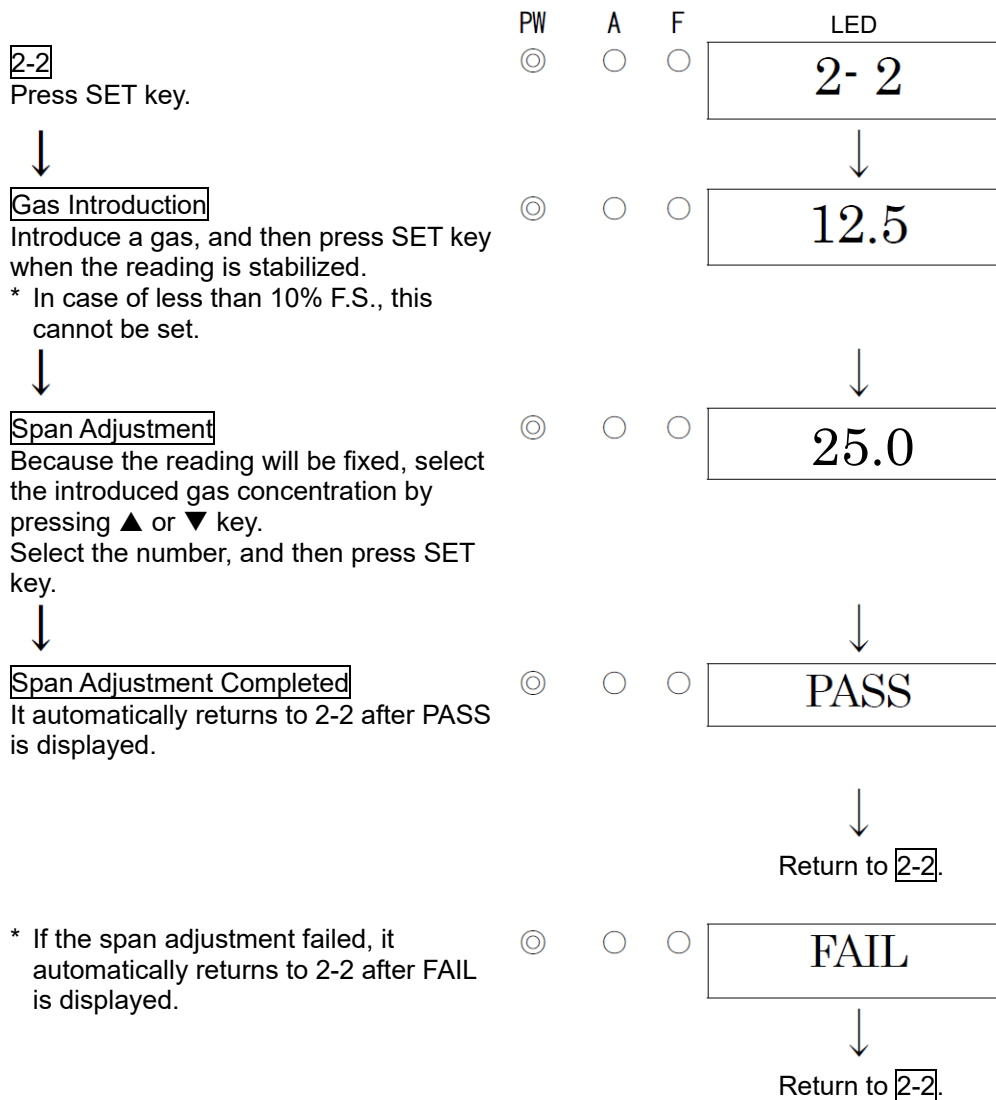 PW A F LED
2-2
2- 2
Press SET key.
Gas Introduction
12.5
Introduce a gas, and then press SET key
when the reading is stabilized.
* In case of less than 10% F.S., this
cannot be set.
Span Adjustment
25.0
Because the reading will be fixed, select
the introduced gas concentration by
pressing ▲ or ▼ key.
Select the number, and then press SET
key.
Span Adjustment Completed
PASS
It automatically returns to 2-2 after PASS
is displayed.
Return to 2-2.
* If the span adjustment failed, it
automatically returns to 2-2 after FAIL
is displayed.
FAIL
Return to 2-2.